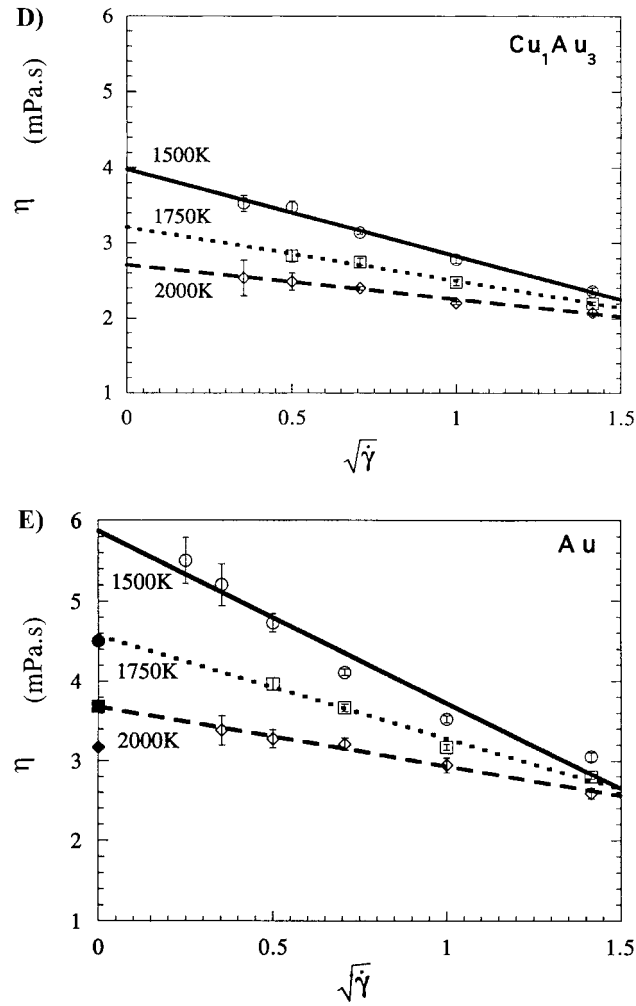 D)
Cu₁Au₃
η (mPa.s)
6
5
4
3
2
1
1500K
1750K
2000K
0
0.5
1
1.5
√γ̇
E)
Au
η (mPa.s)
6
5
4
3
2
1
1500K
1750K
2000K
0
0.5
1
1.5
√γ̇